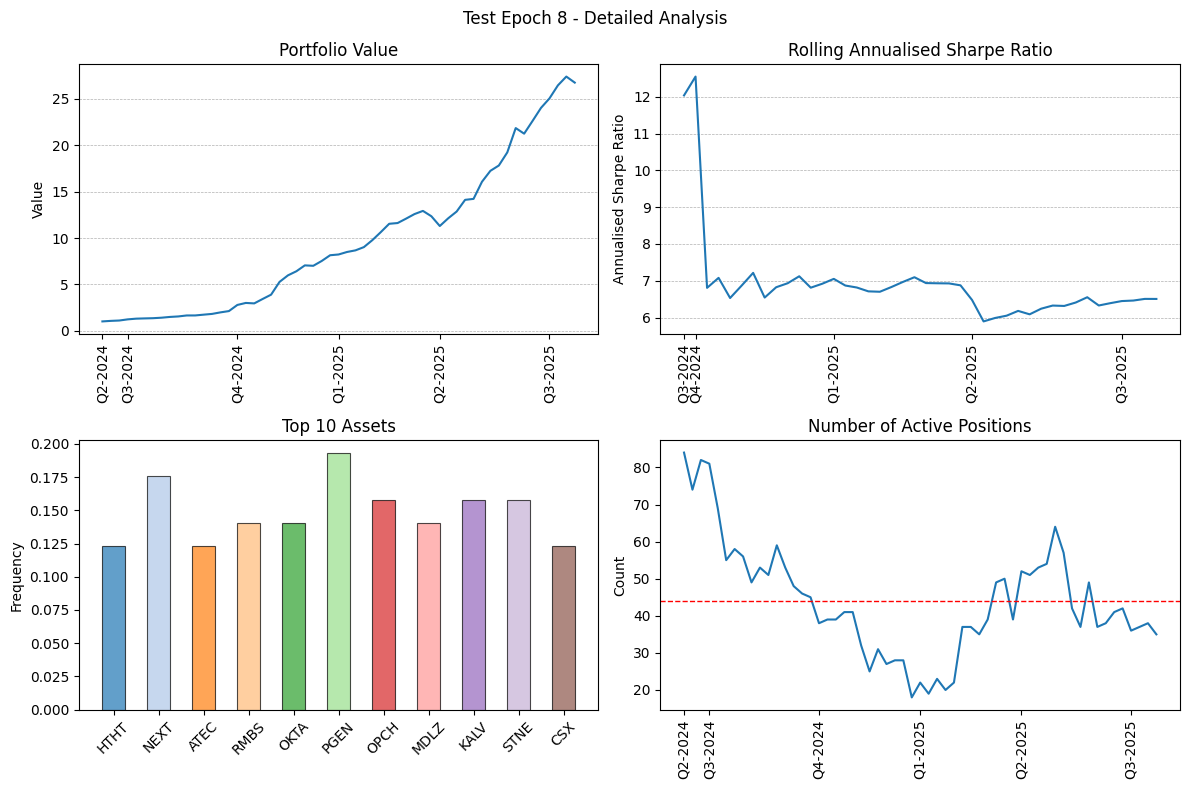 Test Epoch 8 - Detailed Analysis
Portfolio Value
Value
25
20
15
10
5
0
Q2-2024
Q3-2024
Q4-2024
Q1-2025
Q2-2025
Q3-2025
Rolling Annualised Sharpe Ratio
Annualised Sharpe Ratio
12
11
10
9
8
7
6
Q3-2024
Q4-2024
Q1-2025
Q2-2025
Q3-2025
Top 10 Assets
Frequency
0.200
0.175
0.150
0.125
0.100
0.075
0.050
0.025
0.000
HTHT
NEXT
ATEC
RMBS
OKTA
PGEN
OPCH
MDLZ
KALV
STNE
CSX
Number of Active Positions
Count
80
70
60
50
40
30
20
Q2-2024
Q3-2024
Q4-2024
Q1-2025
Q2-2025
Q3-2025